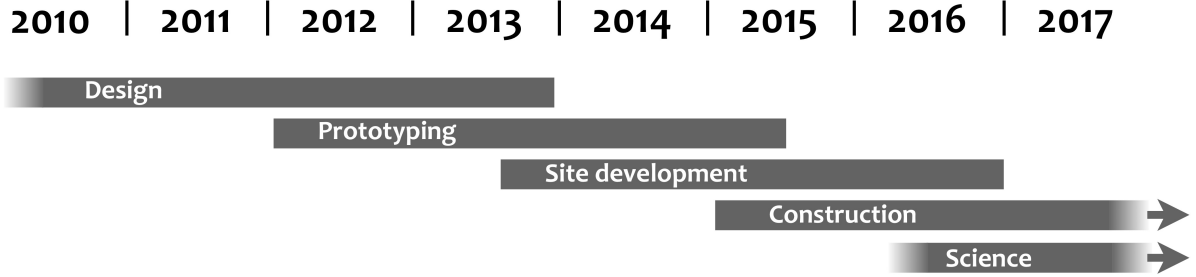 2010 | 2011 | 2012 | 2013 | 2014 | 2015 | 2016 | 2017
Design
Prototyping
Site development
Construction
Science